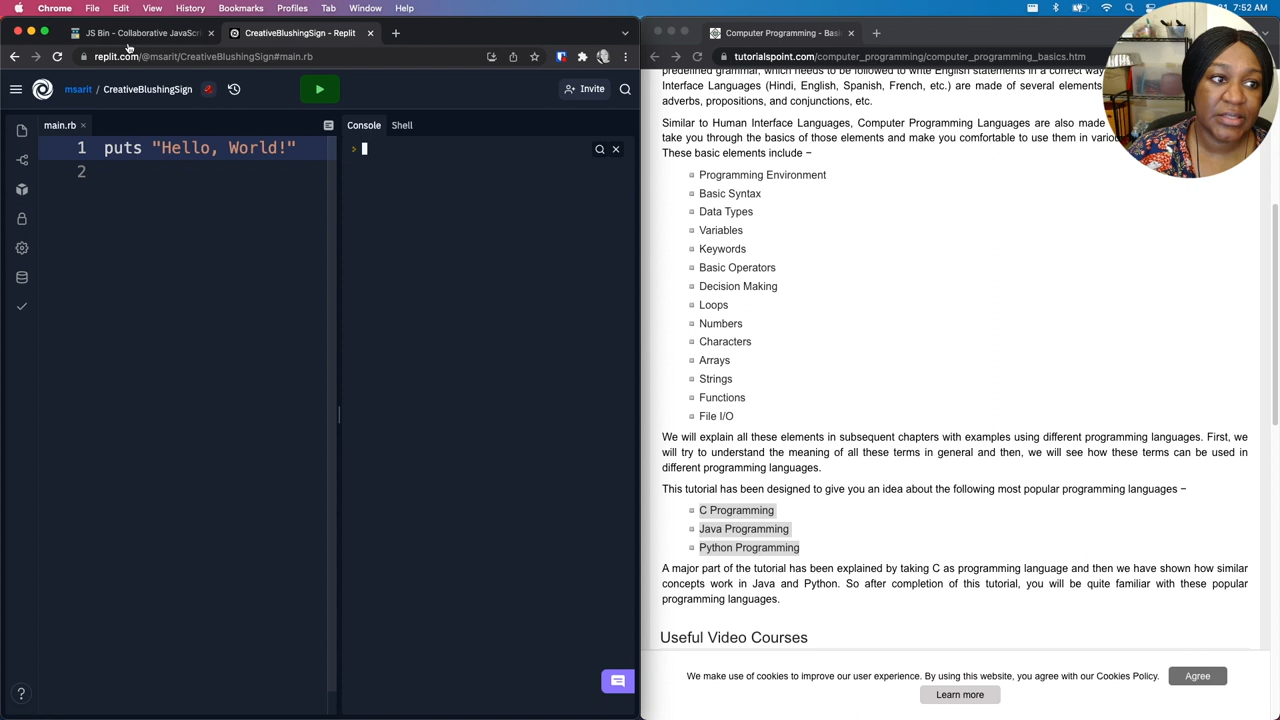 Chrome File Edit View History Bookmarks Profiles Tab Window Help
7:52 AM
JS Bin - Collaborative JavaScri
CreativeBlushingSign - Replit
replit.com/@msarit/CreativeBlushingSign#main.rb
msarit / CreativeBlushingSign
Invite
main.rb
Console Shell
1 puts "Hello, World!"
2
Computer Programming - Basi
tutorialspoint.com/computer_programming/computer_programming_basics.htm
predefined grammar, which needs to be followed to write English statements in a correct way
Interface Languages (Hindi, English, Spanish, French, etc.) are made of several elements
adverbs, propositions, and conjunctions, etc.
Similar to Human Interface Languages, Computer Programming Languages are also made
take you through the basics of those elements and make you comfortable to use them in variou
These basic elements include −
Programming Environment
Basic Syntax
Data Types
Variables
Keywords
Basic Operators
Decision Making
Loops
Numbers
Characters
Arrays
Strings
Functions
File I/O
We will explain all these elements in subsequent chapters with examples using different programming languages. First, we
will try to understand the meaning of all these terms in general and then, we will see how these terms can be used in
different programming languages.
This tutorial has been designed to give you an idea about the following most popular programming languages −
C Programming
Java Programming
Python Programming
A major part of the tutorial has been explained by taking C as programming language and then we have shown how similar
concepts work in Java and Python. So after completion of this tutorial, you will be quite familiar with these popular
programming languages.
Useful Video Courses
We make use of cookies to improve our user experience. By using this website, you agree with our Cookies Policy.
Agree
Learn more